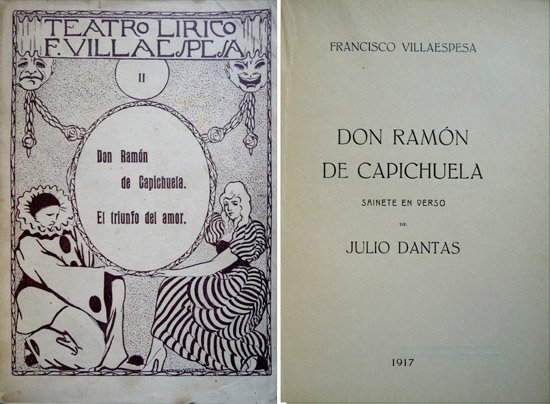 TEATRO LIRICO
F. VILLAESPESA
II
Don Ramón
de Capichuela.
El triunfo del amor.
FRANCISCO VILLAESPESA
DON RAMÓN
DE CAPICHUELA
SAINETE EN VERSO
DE
JULIO DANTAS
1917